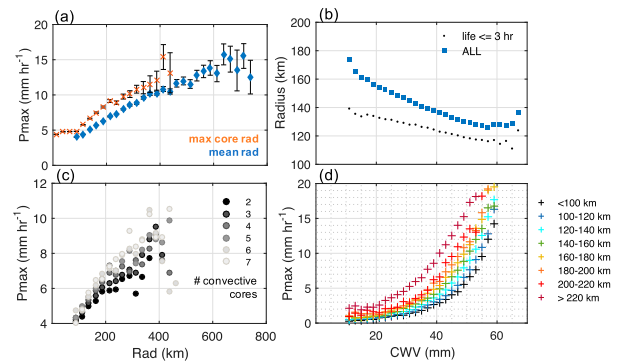 (a)
Pmax (mm hr⁻¹)
20
15
10
5
0
max core rad
mean rad
(b)
Radius (km)
200
180
160
140
120
100
life <= 3 hr
ALL
20
40
60
(c)
Pmax (mm hr⁻¹)
12
10
8
6
4
2
3
4
5
6
7
# convective
cores
0
200
400
600
800
Rad (km)
(d)
Pmax (mm hr⁻¹)
20
15
10
5
0
20
40
60
CWV (mm)
<100 km
100-120 km
120-140 km
140-160 km
160-180 km
180-200 km
200-220 km
> 220 km